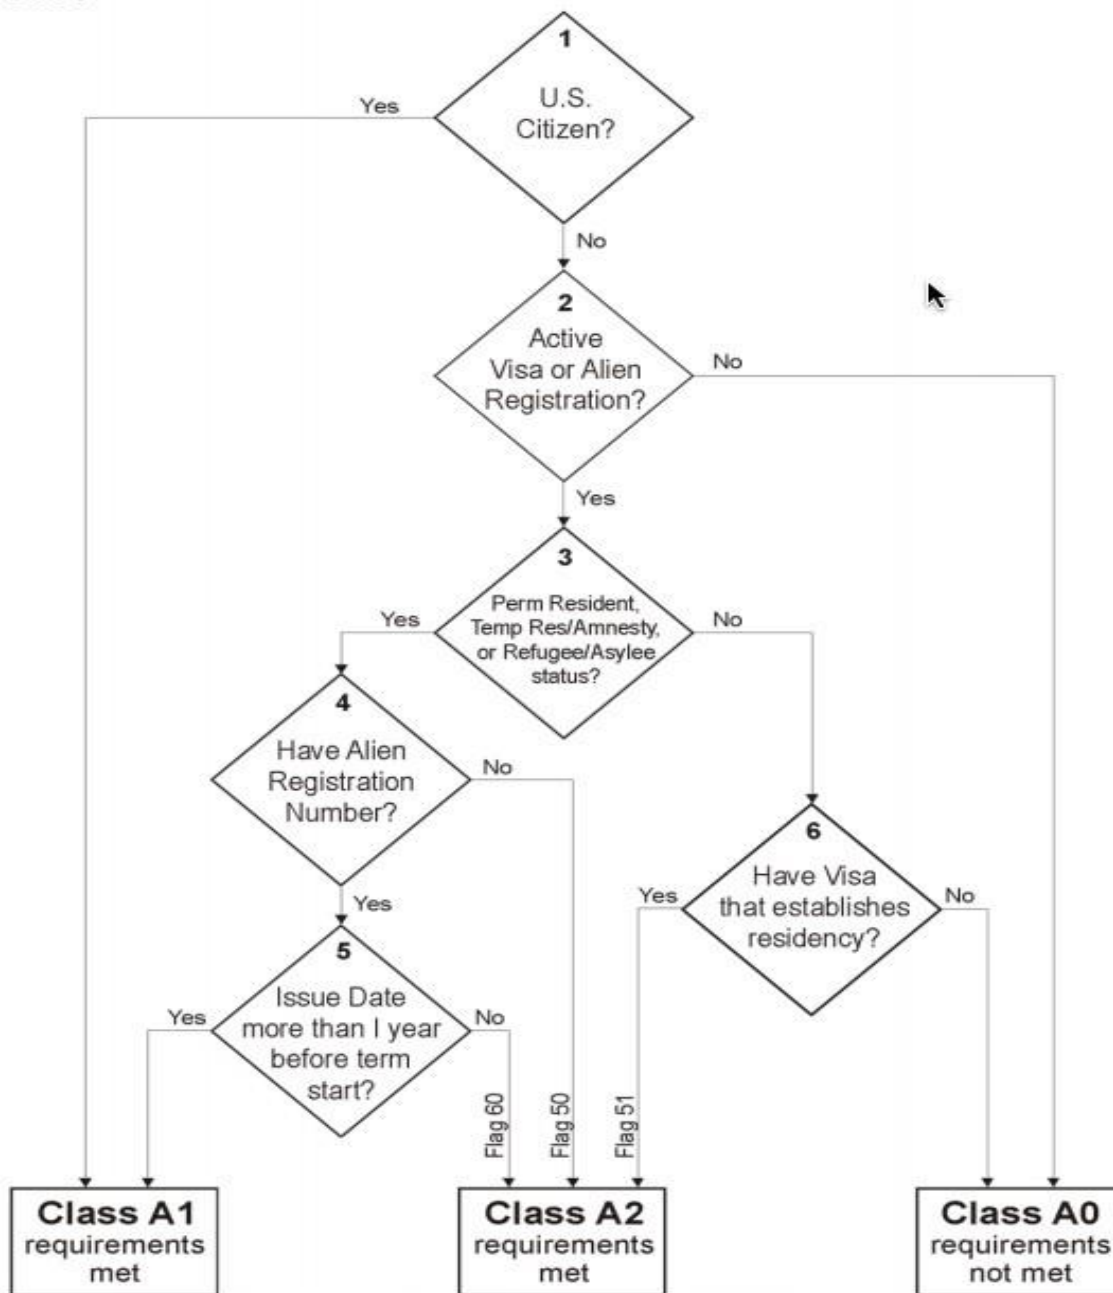 1
U.S.
Citizen?
Yes
No
2
Active
Visa or Alien
Registration?
No
Yes
3
Perm Resident,
Temp Res/Amnesty,
or Refugee/Asylee
status?
Yes
No
4
Have Alien
Registration
Number?
No
Yes
5
Issue Date
more than I year
before term
start?
Yes
No
6
Have Visa
that establishes
residency?
Yes
No
Flag 60
Flag 50
Flag 51
Class A1
requirements
met
Class A2
requirements
met
Class A0
requirements
not met